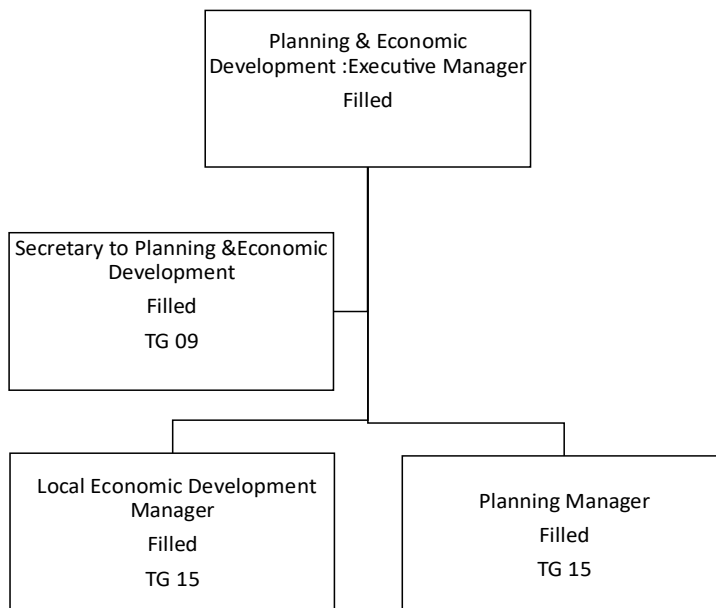 Planning & Economic
Development :Executive Manager
Filled
Secretary to Planning &Economic
Development
Filled
TG 09
Local Economic Development
Manager
Filled
TG 15
Planning Manager
Filled
TG 15